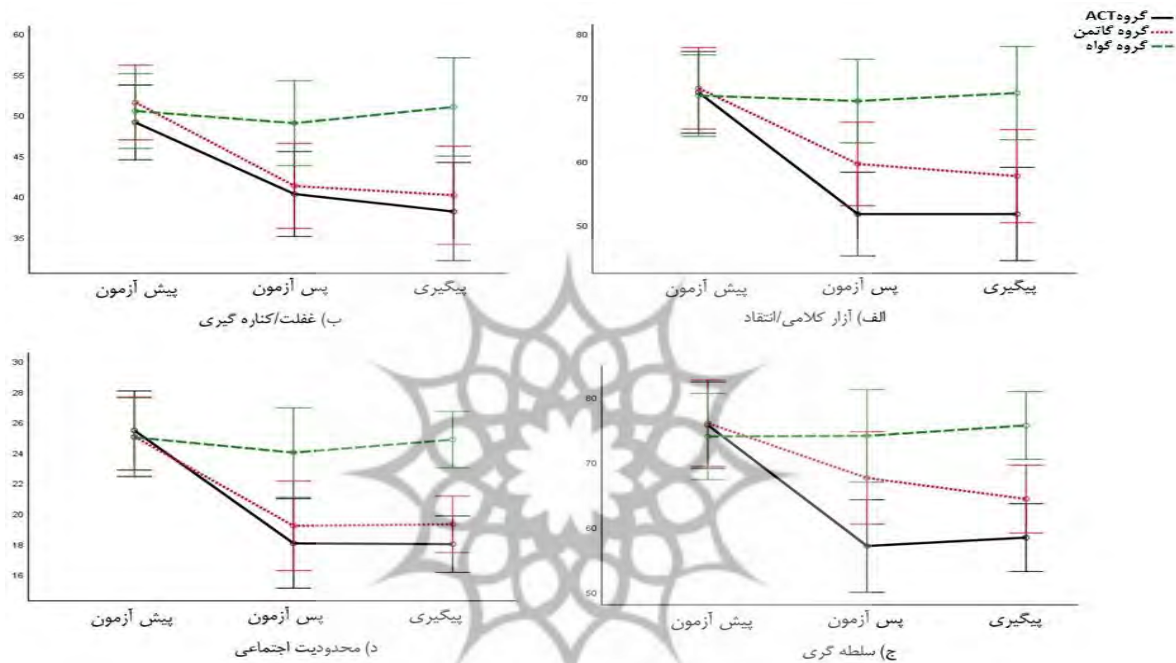 گروه ACT
گروه گاتمن
گروه گواه
80
70
60
50
پیش آزمون
پس آزمون
پیگیری
الف) آزار کلامی/انتقاد
60
55
50
45
40
35
پیش آزمون
پس آزمون
پیگیری
ب) غفلت/کناره گیری
80
70
60
50
پیش آزمون
پس آزمون
پیگیری
ج) سلطه گری
30
28
26
24
22
20
18
16
پیش آزمون
پس آزمون
پیگیری
د) محدودیت اجتماعی